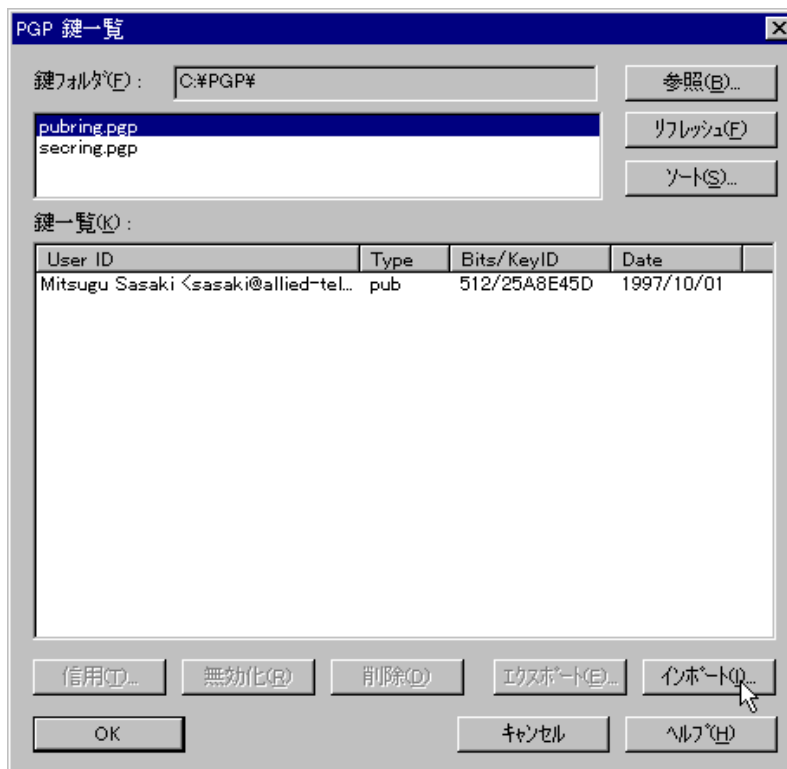 PGP 鍵一覧
鍵フォルダ(F) : C:¥PGP¥ 参照(B)...
pubring.pgp
secring.pgp
リフレッシュ(F)
ソート(S)...
鍵一覧(K) :
User ID Type Bits/KeyID Date
Mitsugu Sasaki <sasaki@allied-tel... pub 512/25A8E45D 1997/10/01
信用(T)... 無効化(R) 削除(D) エクスポート(E)... インポート(I)...
OK キャンセル ヘルプ(H)